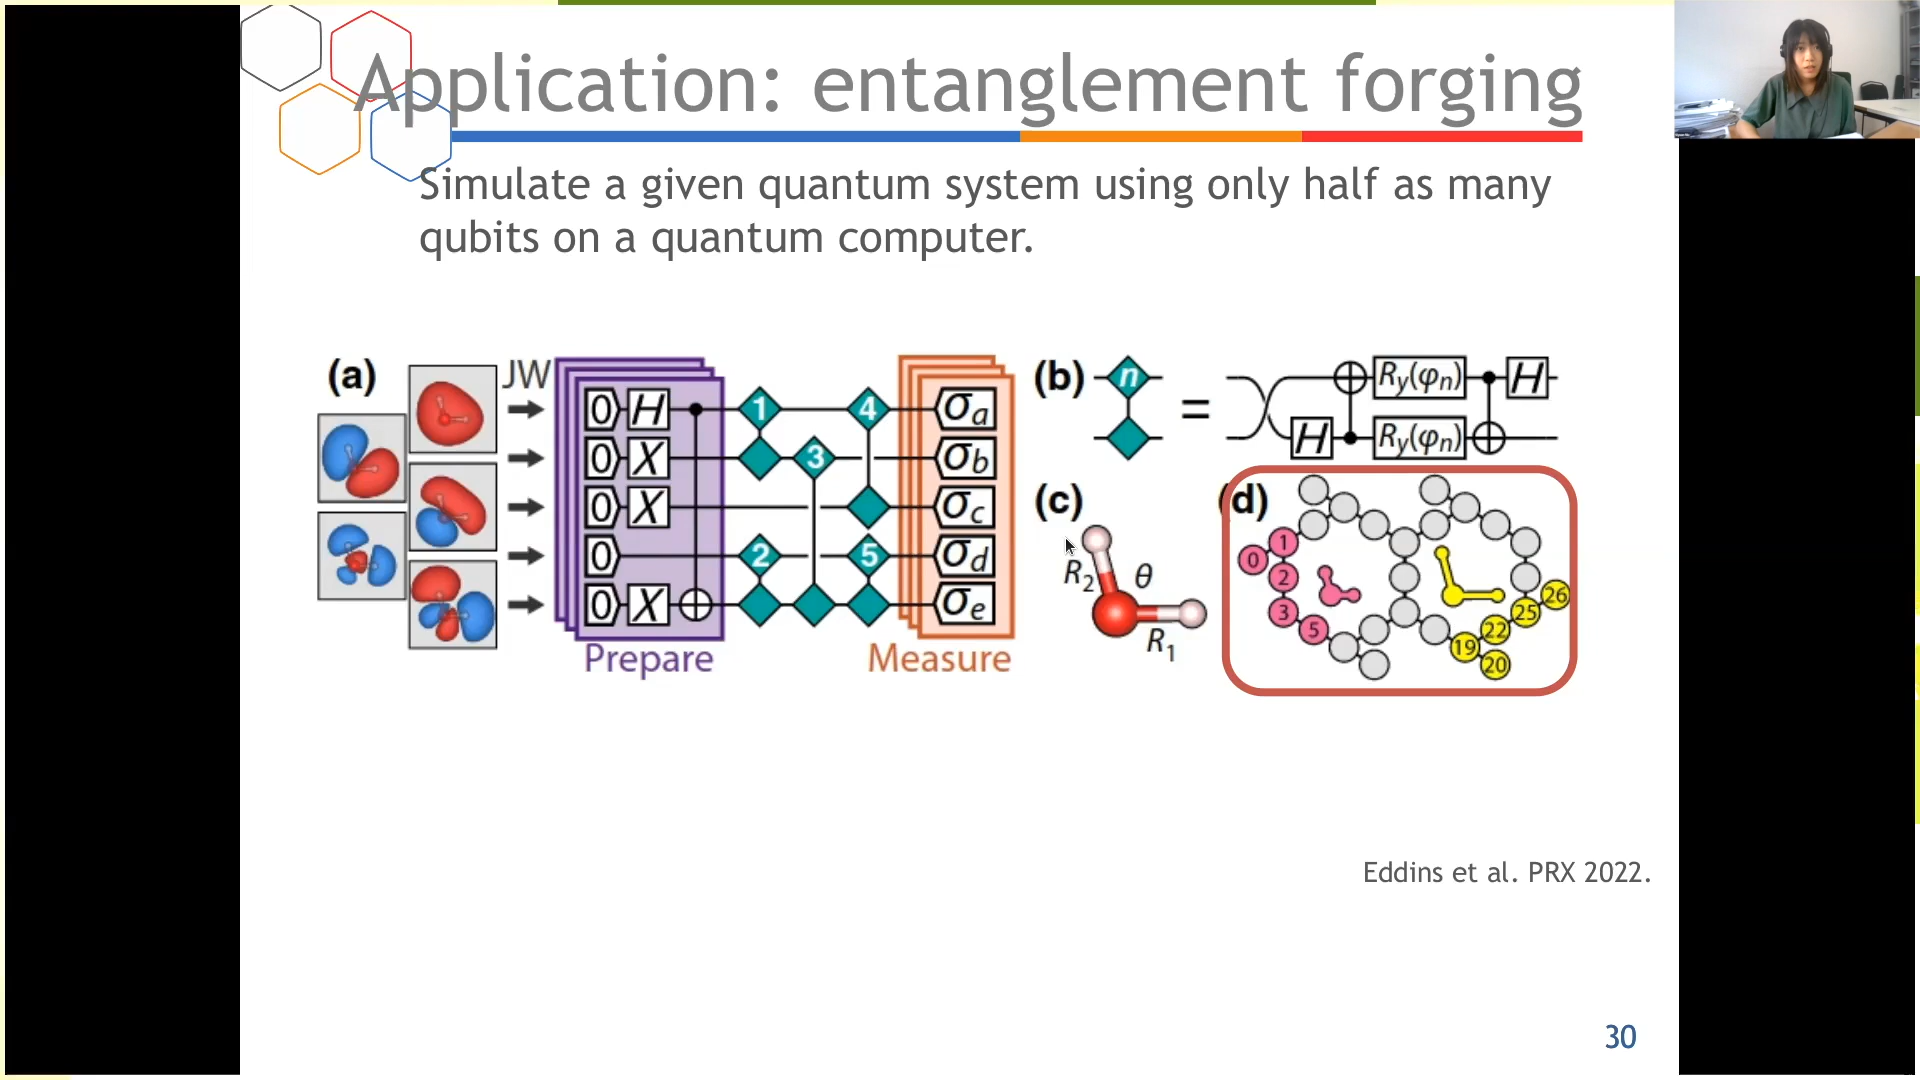 Application: entanglement forging
Simulate a given quantum system using only half as many
qubits on a quantum computer.
(a)
JW
0 H 1 4 σa
0 X 3 σb
0 X σc
0 2 5 σd
0 X σe
Prepare
Measure
(b) n = Ry(φn) H
H Ry(φn)
(c)
R2 θ
R1
(d)
0 1 2 3 5
19 20 22 25 26
Eddins et al. PRX 2022.
30